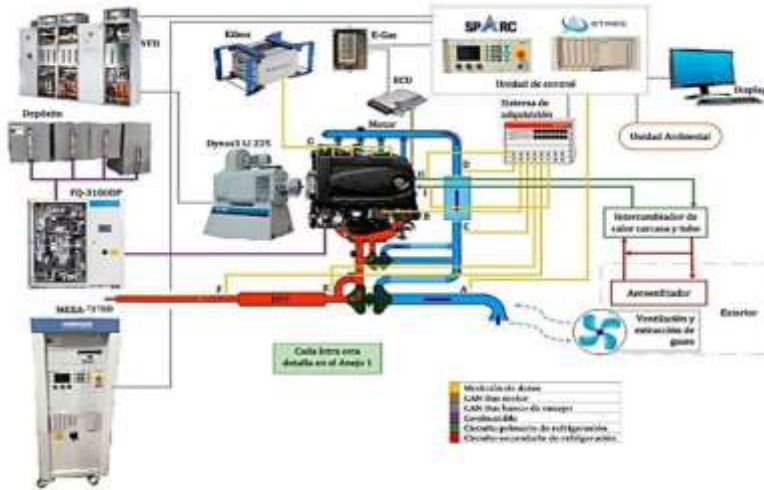 VFD
Kibox
E-Gas
SPARC
ETAS
ECU
Unidad de control
Display
Depósito
Motor
Sistema de
adquisición
Unidad Ambiental
Dynas3 LI 225
G
D
FQ-3100DP
I
B
C
Intercambiador de
calor carcasa y tubo
F
E
A
Aeroenfriador
MEXA-7170D
Ventilación y
extracción de
gases
Exterior
Cada letra esta
detalla en el Anejo 1
Medición de datos
CAN Bus motor
CAN Bus banco de ensayo
Combustible
Circuito primario de refrigeración
Circuito secundario de refrigeración